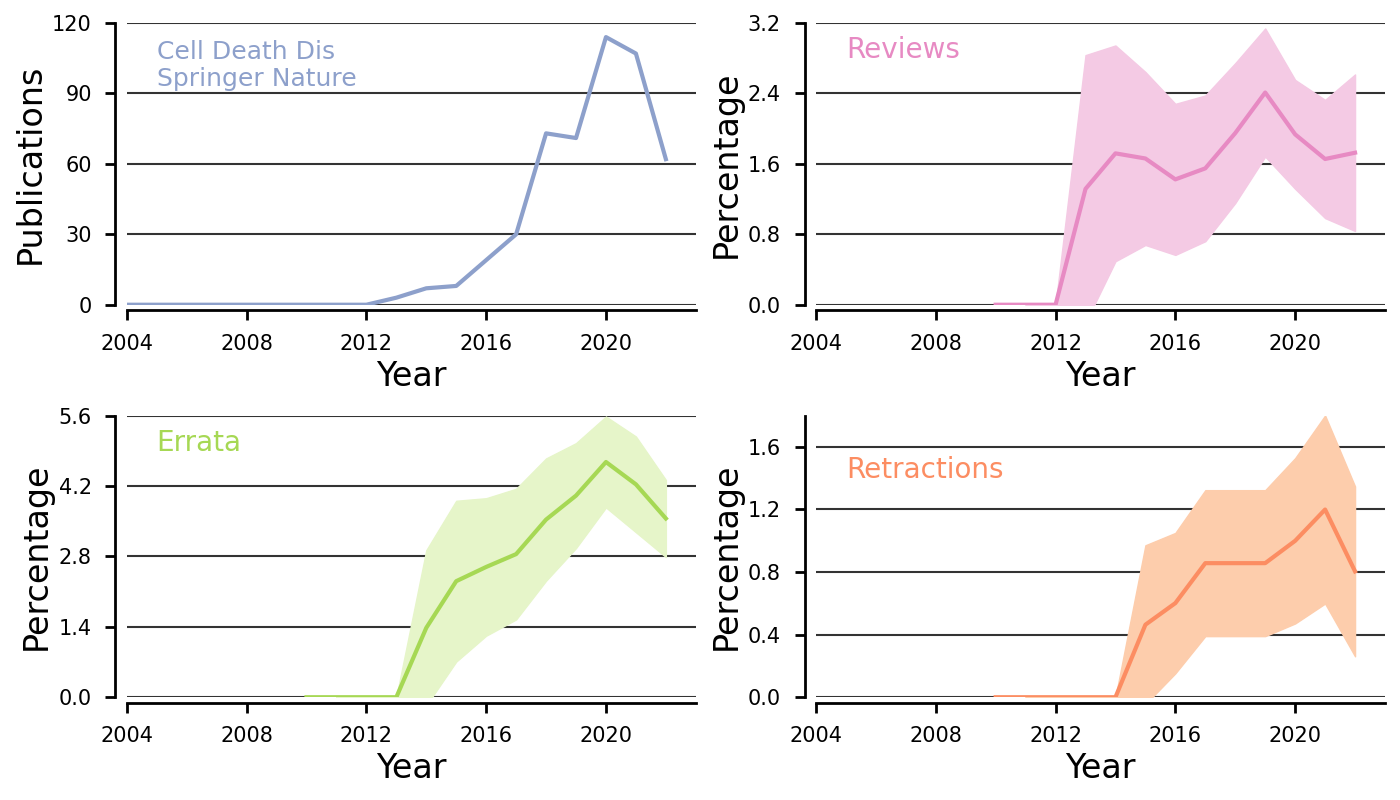 120
90
60
30
0
Publications
Cell Death Dis
Springer Nature
2004 2008 2012 2016 2020
Year
3.2
2.4
1.6
0.8
0.0
Percentage
Reviews
2004 2008 2012 2016 2020
Year
5.6
4.2
2.8
1.4
0.0
Percentage
Errata
2004 2008 2012 2016 2020
Year
1.6
1.2
0.8
0.4
0.0
Percentage
Retractions
2004 2008 2012 2016 2020
Year